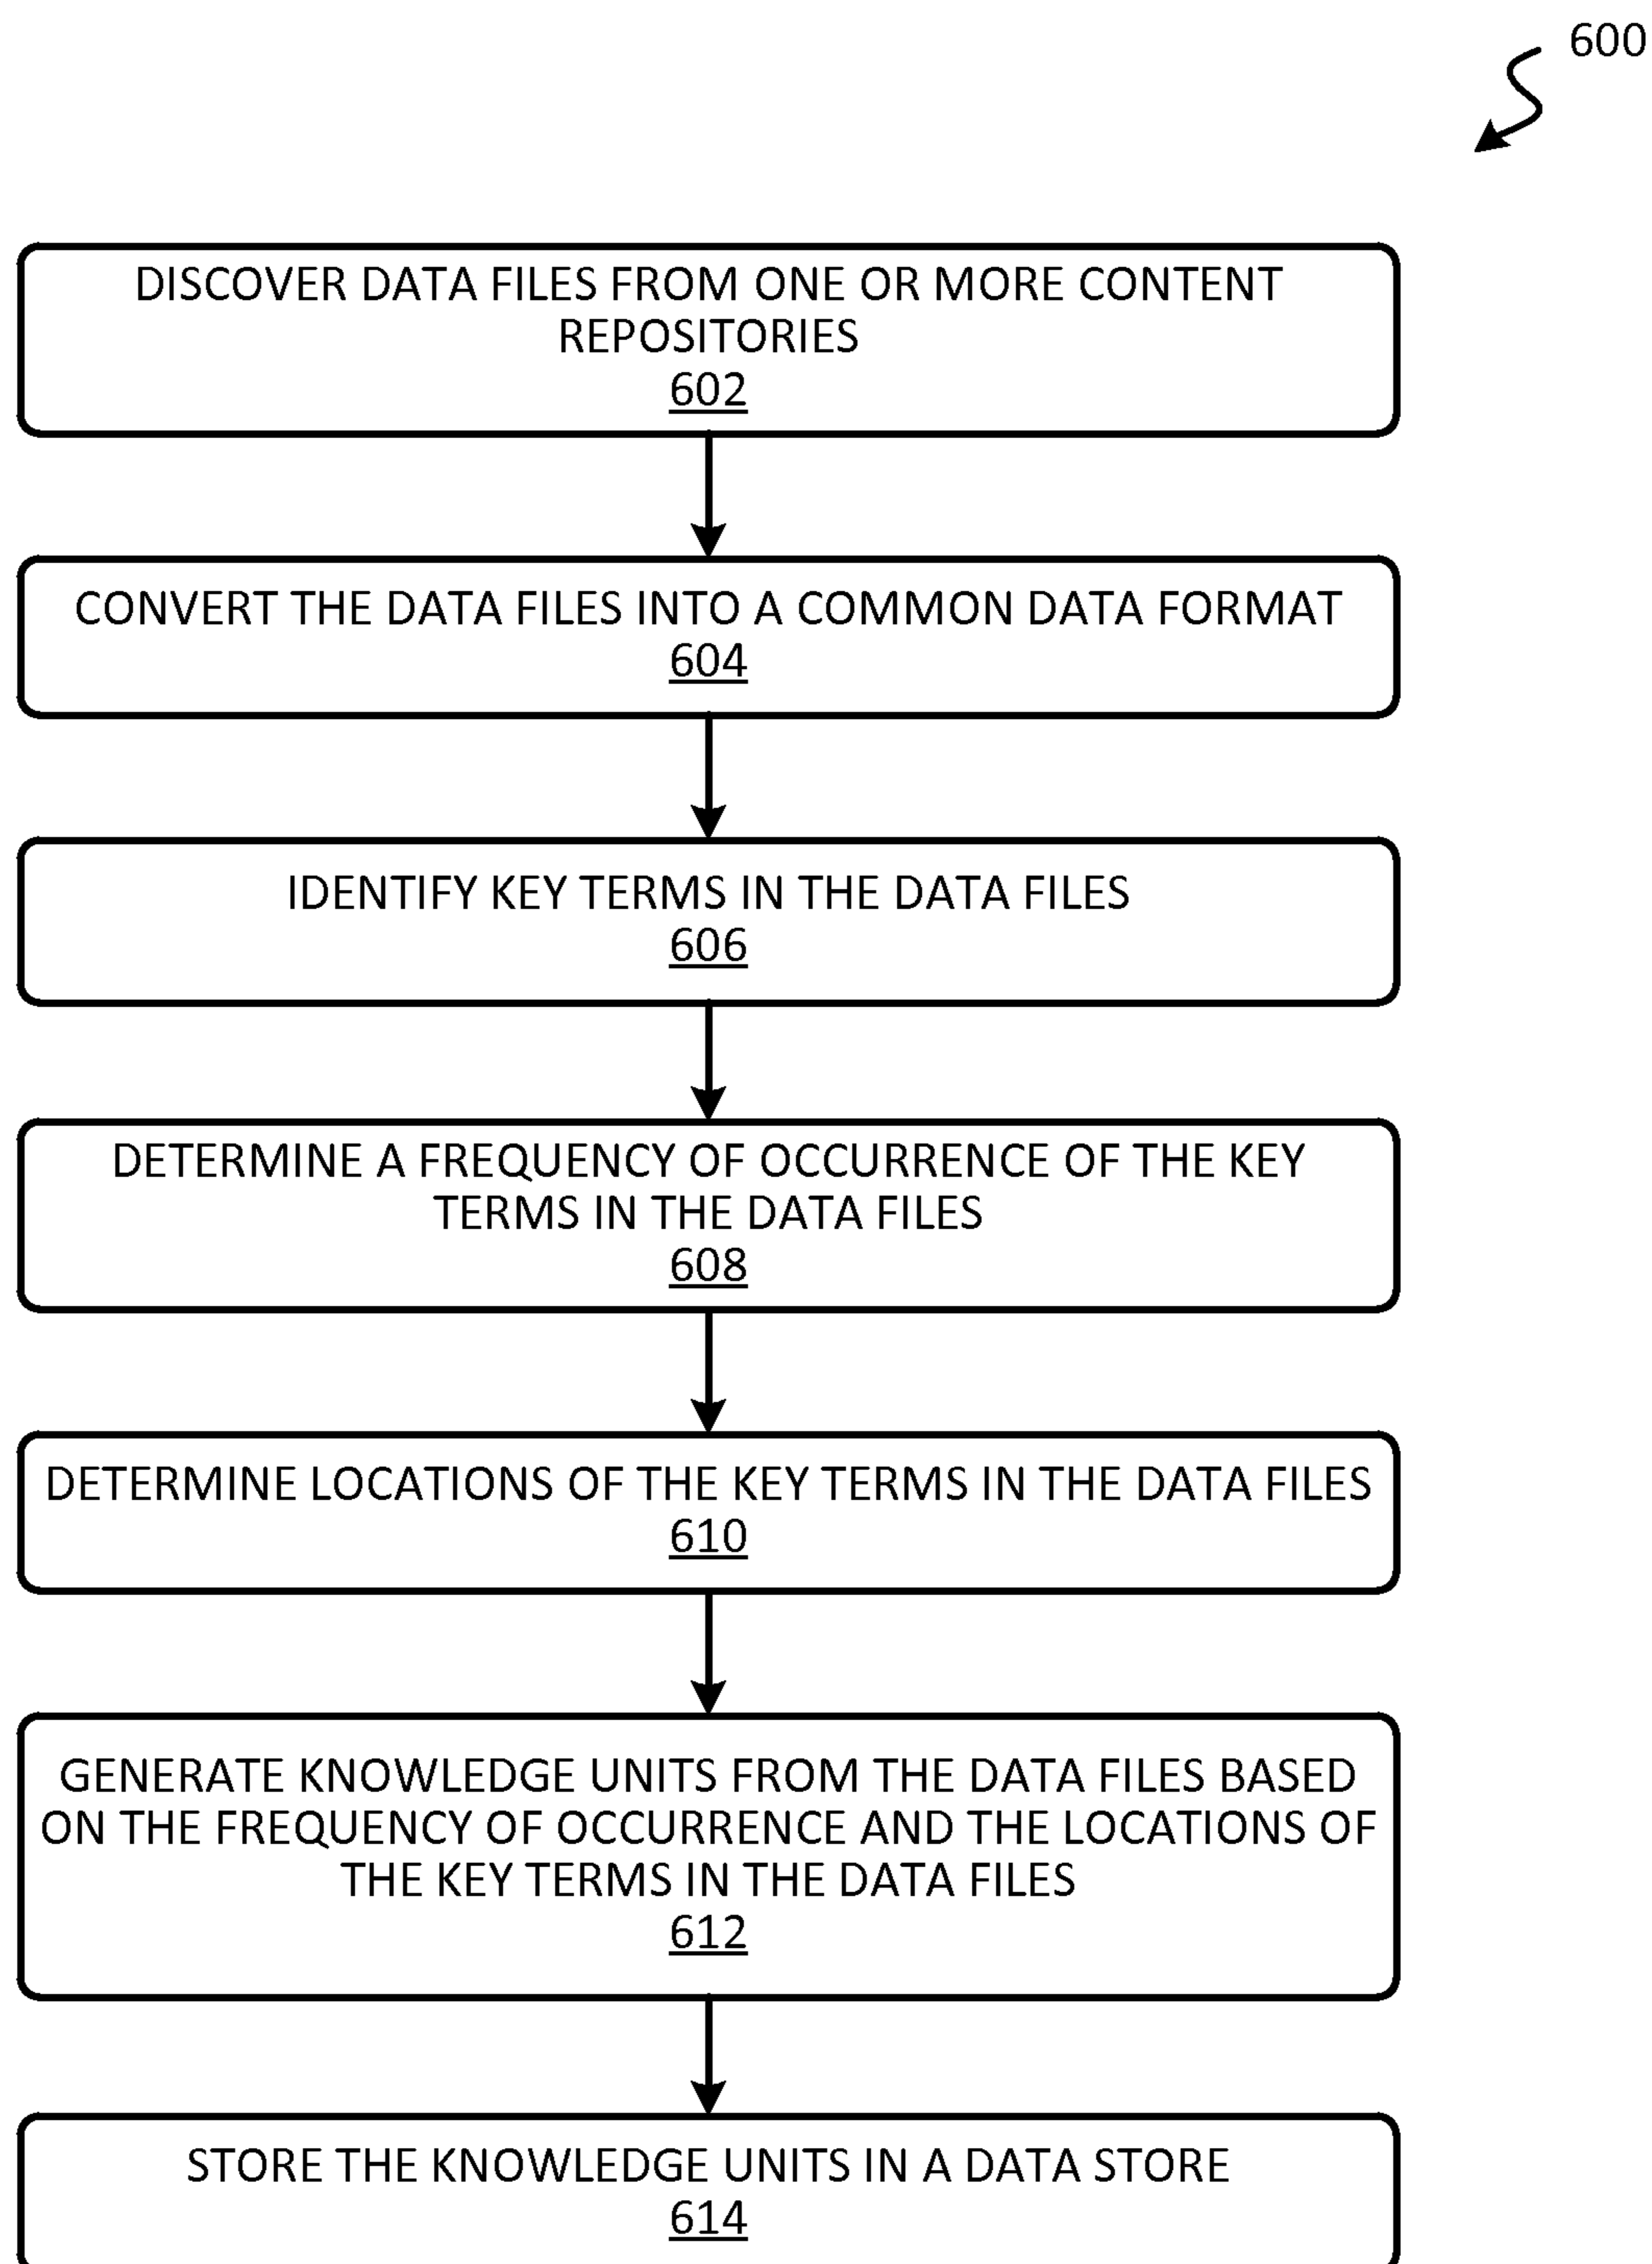 600
DISCOVER DATA FILES FROM ONE OR MORE CONTENT
REPOSITORIES
602
CONVERT THE DATA FILES INTO A COMMON DATA FORMAT
604
IDENTIFY KEY TERMS IN THE DATA FILES
606
DETERMINE A FREQUENCY OF OCCURRENCE OF THE KEY
TERMS IN THE DATA FILES
608
DETERMINE LOCATIONS OF THE KEY TERMS IN THE DATA FILES
610
GENERATE KNOWLEDGE UNITS FROM THE DATA FILES BASED
ON THE FREQUENCY OF OCCURRENCE AND THE LOCATIONS OF
THE KEY TERMS IN THE DATA FILES
612
STORE THE KNOWLEDGE UNITS IN A DATA STORE
614